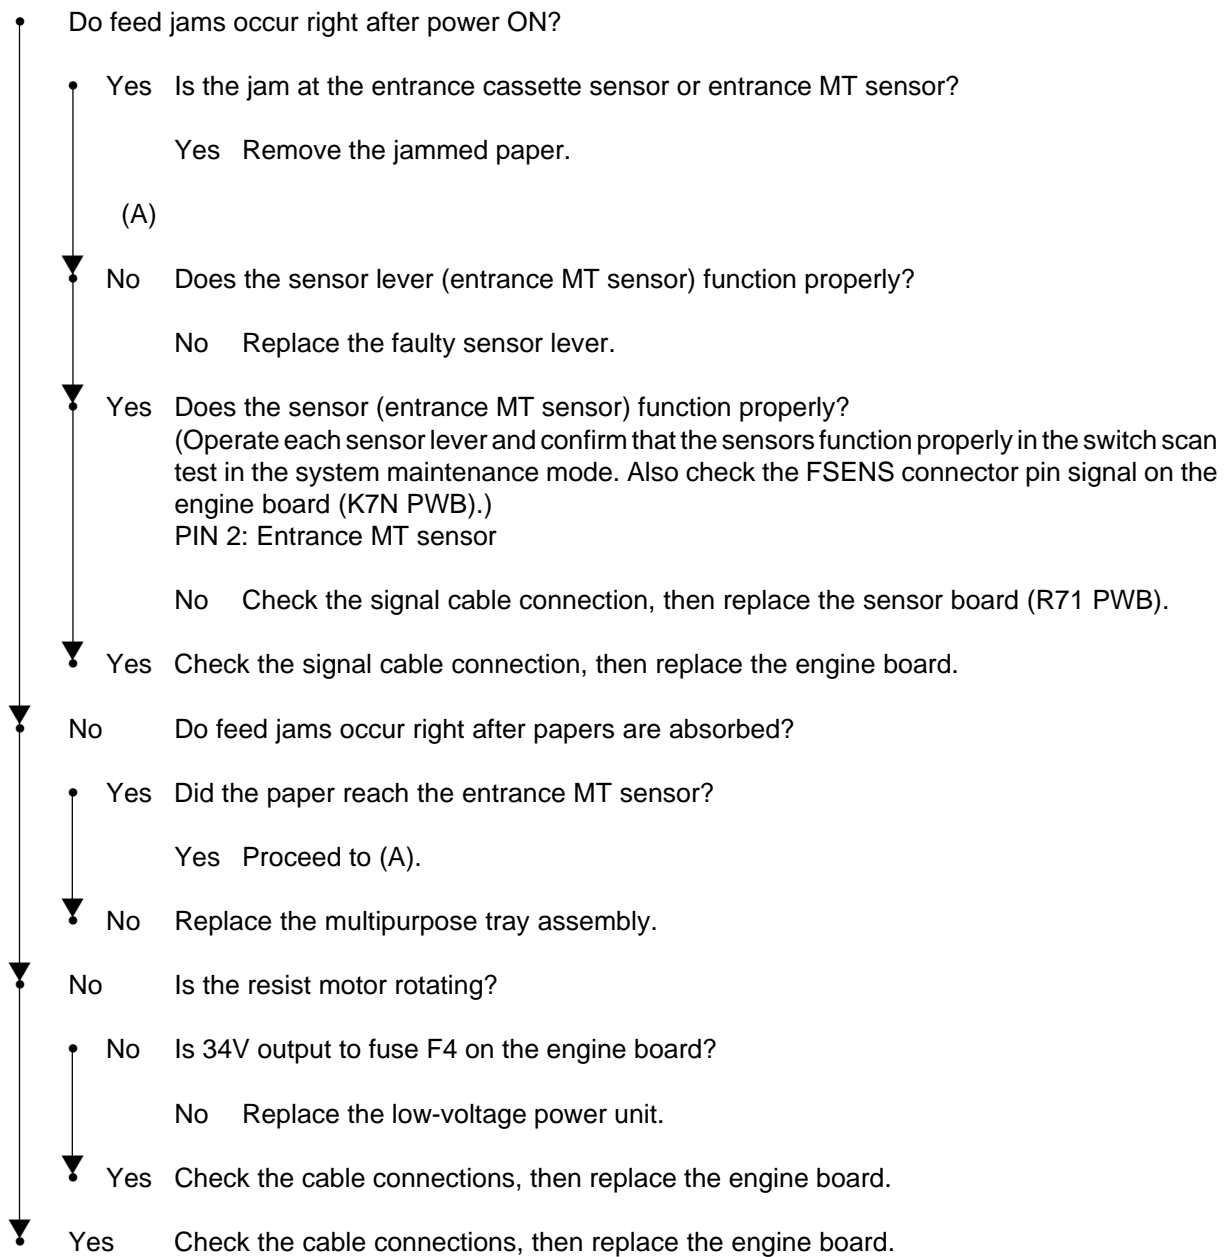 Do feed jams occur right after power ON?
Yes Is the jam at the entrance cassette sensor or entrance MT sensor?
Yes Remove the jammed paper.
(A)
No Does the sensor lever (entrance MT sensor) function properly?
No Replace the faulty sensor lever.
Yes Does the sensor (entrance MT sensor) function properly?
(Operate each sensor lever and confirm that the sensors function properly in the switch scan
test in the system maintenance mode. Also check the FSENS connector pin signal on the
engine board (K7N PWB).)
PIN 2: Entrance MT sensor
No Check the signal cable connection, then replace the sensor board (R71 PWB).
Yes Check the signal cable connection, then replace the engine board.
No Do feed jams occur right after papers are absorbed?
Yes Did the paper reach the entrance MT sensor?
Yes Proceed to (A).
No Replace the multipurpose tray assembly.
No Is the resist motor rotating?
No Is 34V output to fuse F4 on the engine board?
No Replace the low-voltage power unit.
Yes Check the cable connections, then replace the engine board.
Yes Check the cable connections, then replace the engine board.